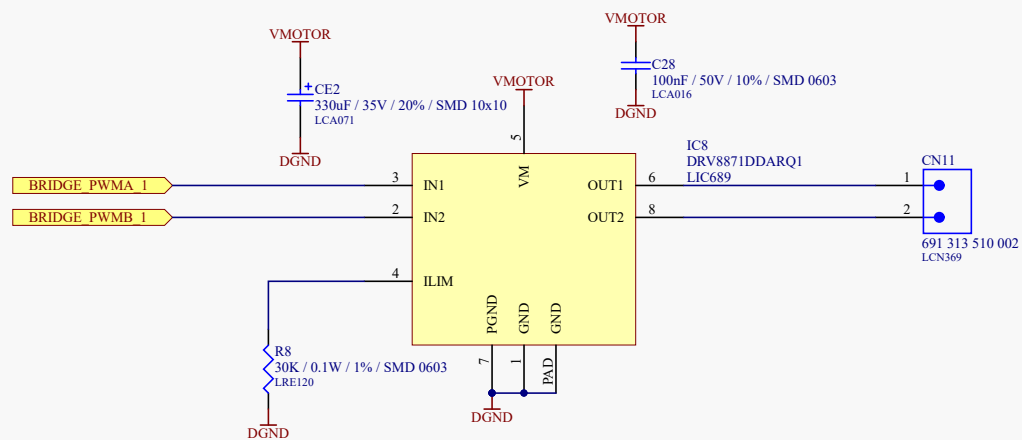 VMOTOR
CE2
330uF / 35V / 20% / SMD 10x10
LCA071
DGND
VMOTOR
C28
100nF / 50V / 10% / SMD 0603
LCA016
DGND
VMOTOR
5
VM
IC8
DRV8871DDARQ1
LIC689
CN11
BRIDGE_PWMA_1
3
IN1
OUT1
6
1
BRIDGE_PWMB_1
2
IN2
OUT2
8
2
691 313 510 002
LCN369
4
ILIM
PGND
GND
GND
7
1
PAD
DGND
R8
30K / 0.1W / 1% / SMD 0603
LRE120
DGND